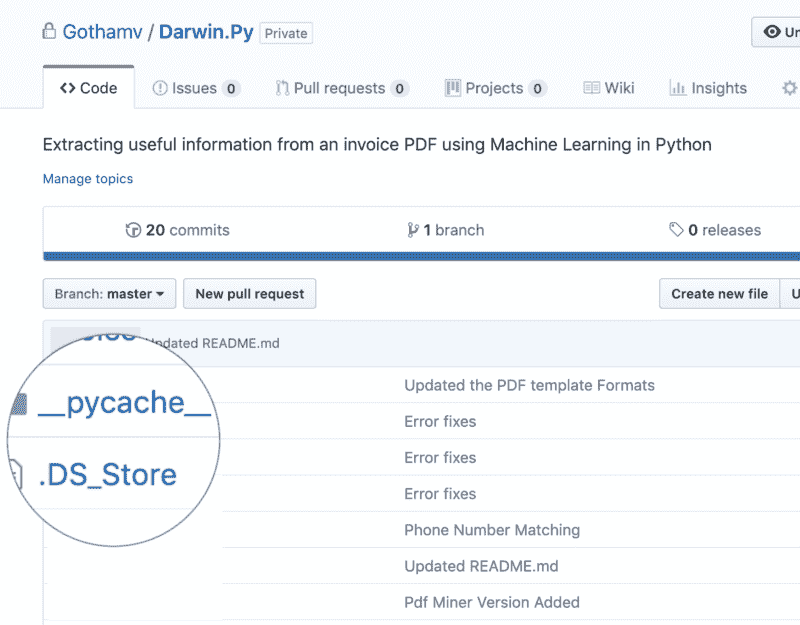 Gothamv / Darwin.Py Private
Code Issues 0 Pull requests 0 Projects 0 Wiki Insights
Extracting useful information from an invoice PDF using Machine Learning in Python
Manage topics
20 commits 1 branch 0 releases
Branch: master New pull request Create new file
Updated README.md
__pycache__
Updated the PDF template Formats
Error fixes
.DS_Store
Error fixes
Error fixes
Phone Number Matching
Updated README.md
Pdf Miner Version Added